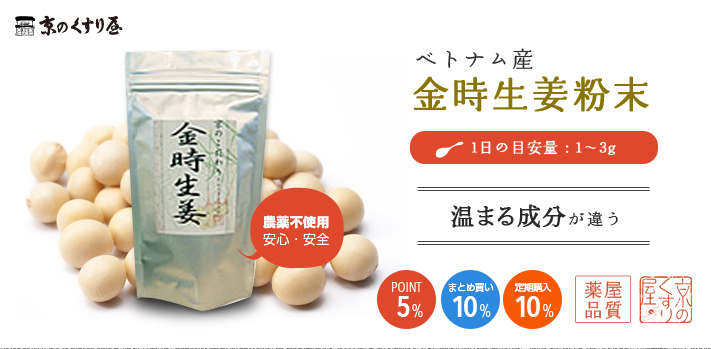 京のくすり屋
ベトナム産
金時生姜粉末
1日の目安量：1～3g
温まる成分が違う
金時生姜
農薬不使用
安心・安全
POINT
5%
まとめ買い
10%
定期購入
10%
薬屋
品質
京の
くすり
屋